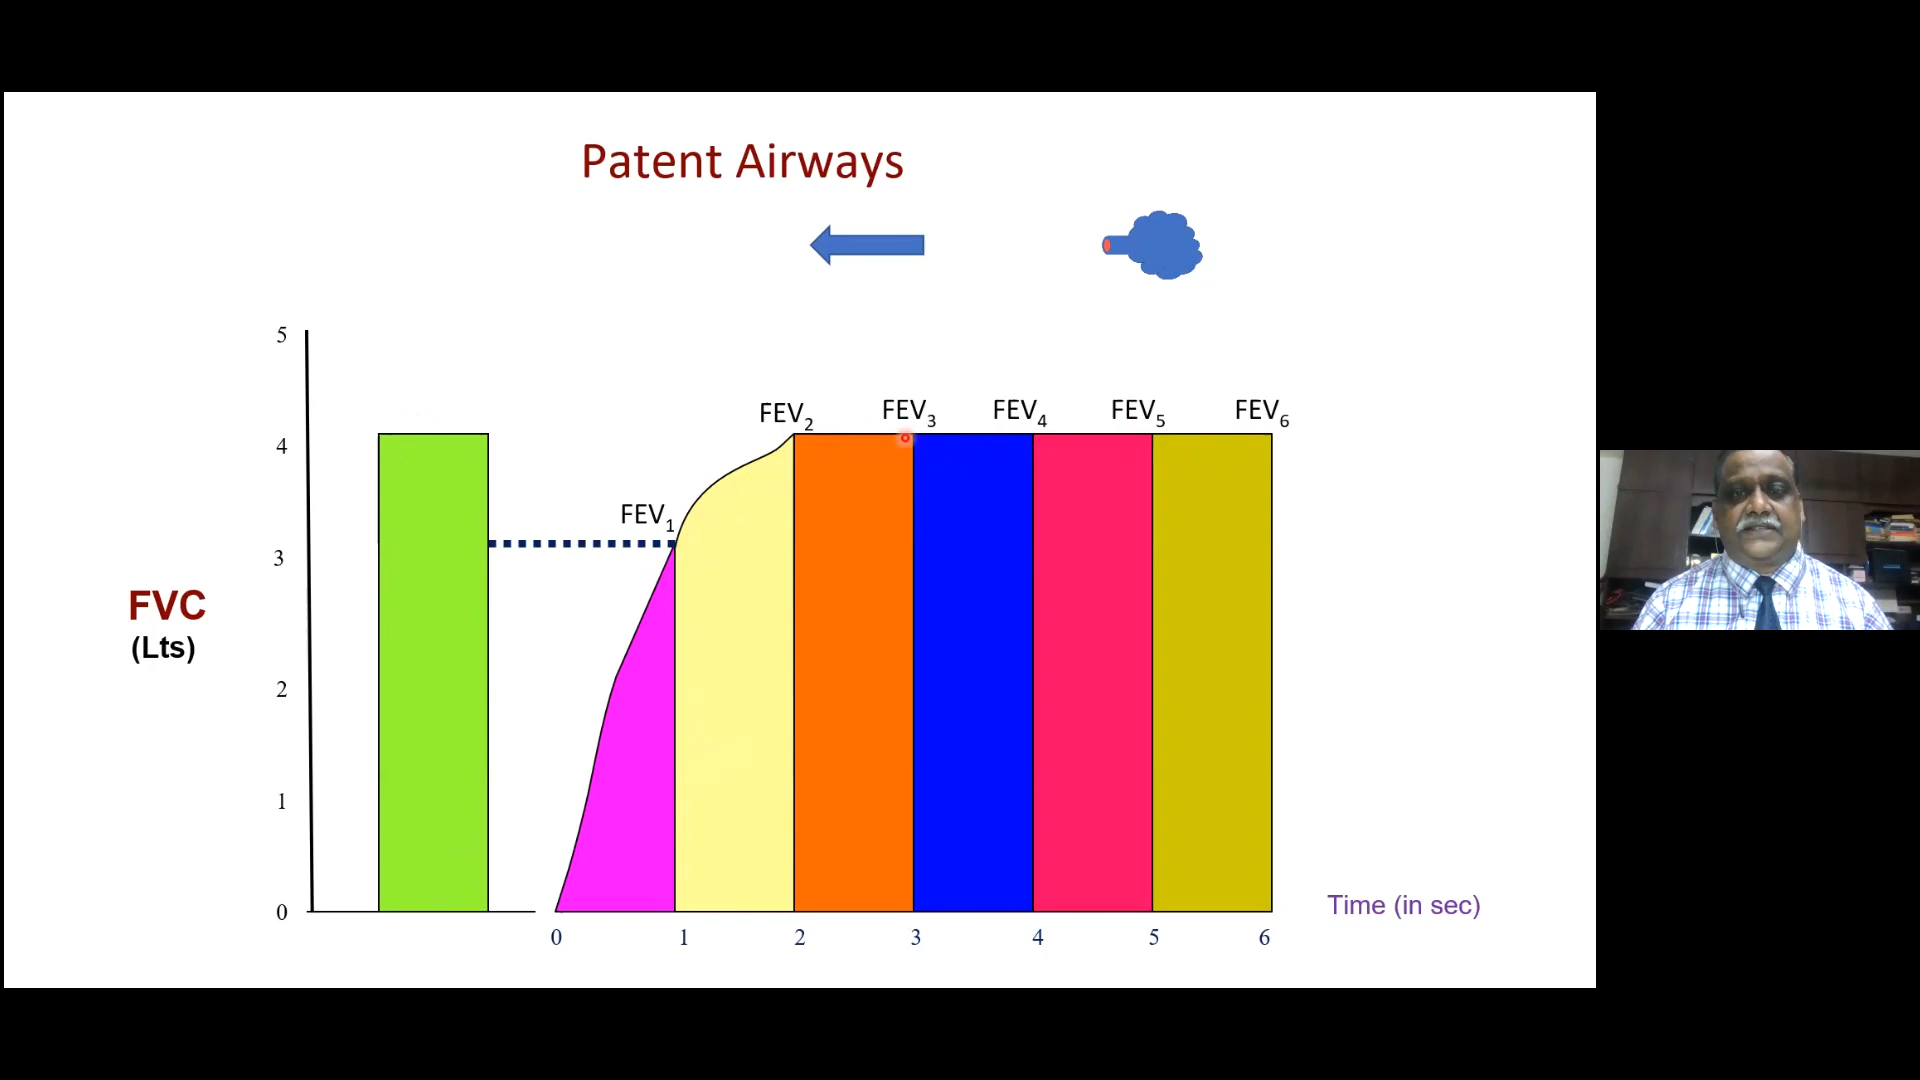 Patent Airways
5
4
3
2
1
0
FVC
(Lts)
FEV1
FEV2
FEV3
FEV4
FEV5
FEV6
0 1 2 3 4 5 6
Time (in sec)